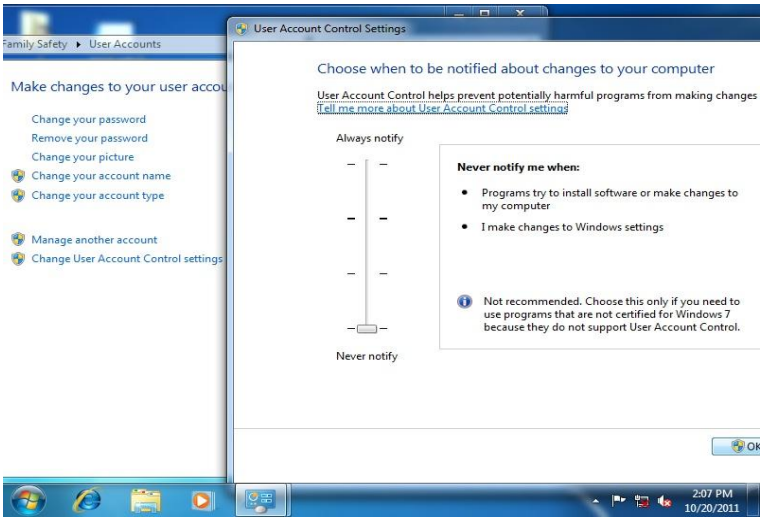 Family Safety ▸ User Accounts
Make changes to your user accou
Change your password
Remove your password
Change your picture
Change your account name
Change your account type
Manage another account
Change User Account Control settings
User Account Control Settings
Choose when to be notified about changes to your computer
User Account Control helps prevent potentially harmful programs from making changes
Tell me more about User Account Control settings
Always notify
Never notify me when:
• Programs try to install software or make changes to
my computer
• I make changes to Windows settings
Not recommended. Choose this only if you need to
use programs that are not certified for Windows 7
because they do not support User Account Control.
Never notify
OK
2:07 PM
10/20/2011